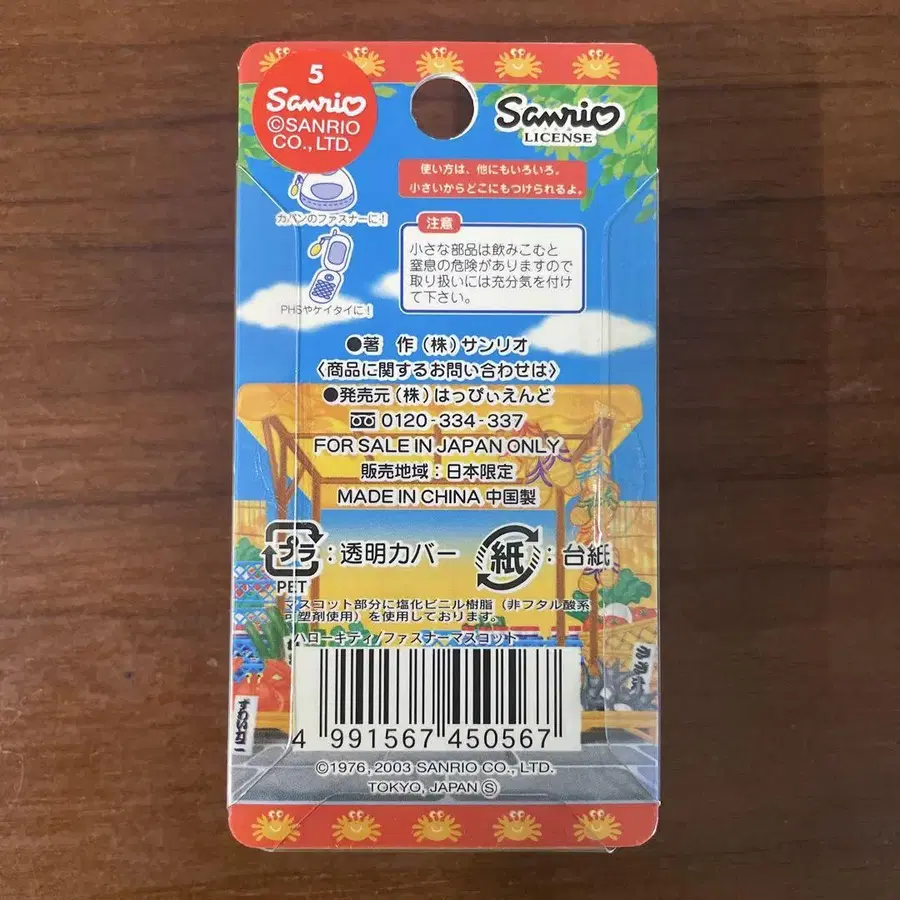 5
Sanrio
©SANRIO
CO., LTD.
Sanrio
LICENSE
使い方は、他にもいろいろ。
小さいからどこにもつけられるよ。
カバンのファスナーに!
PHSやケイタイに!
注意
小さな部品は飲みこむと
窒息の危険がありますので
取り扱いには充分気を付け
て下さい。
●著 作(株)サンリオ
〈商品に関するお問い合わせは〉
●発売元(株)はっぴぃえんど
0120-334-337
FOR SALE IN JAPAN ONLY
販売地域:日本限定
MADE IN CHINA 中国製
プラ:透明カバー
PET
紙:台紙
マスコット部分に塩化ビニル樹脂(非フタル酸系
可塑剤使用)を使用しております。
ハローキティ/ファスナーマスコット
ずわいガニ
4 991567 450567
©1976, 2003 SANRIO CO., LTD.
TOKYO, JAPAN Ⓢ